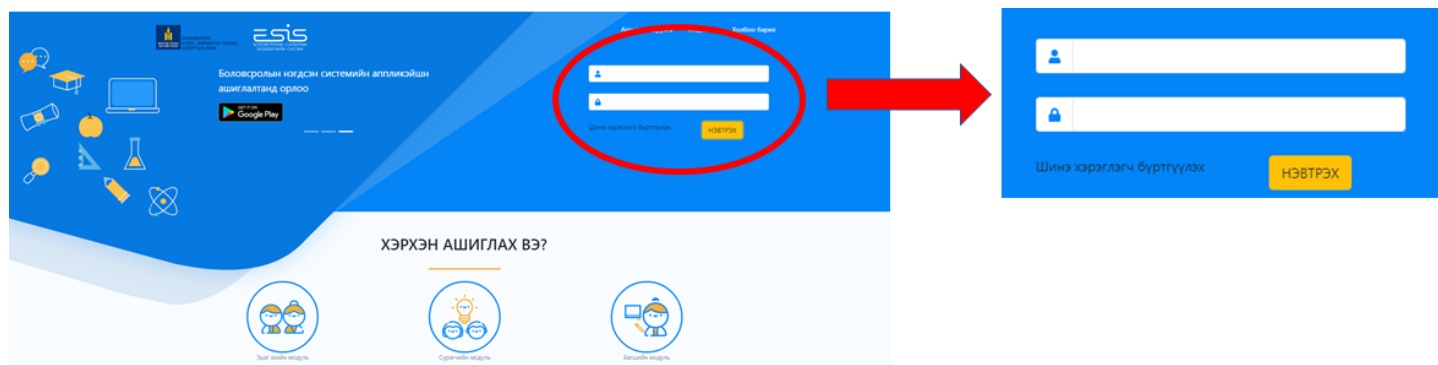 esis
Холбоо барих
Боловсролын нэгдсэн системийн аппликэйшн
ашиглалтанд орлоо
GET IT ON
Google Play
Шинэ хэрэглэгч бүртгүүлэх
НЭВТРЭХ
ХЭРХЭН АШИГЛАХ ВЭ?
Эцэг эхийн модуль
Сурагчийн модуль
Багшийн модуль
Шинэ хэрэглэгч бүртгүүлэх
НЭВТРЭХ